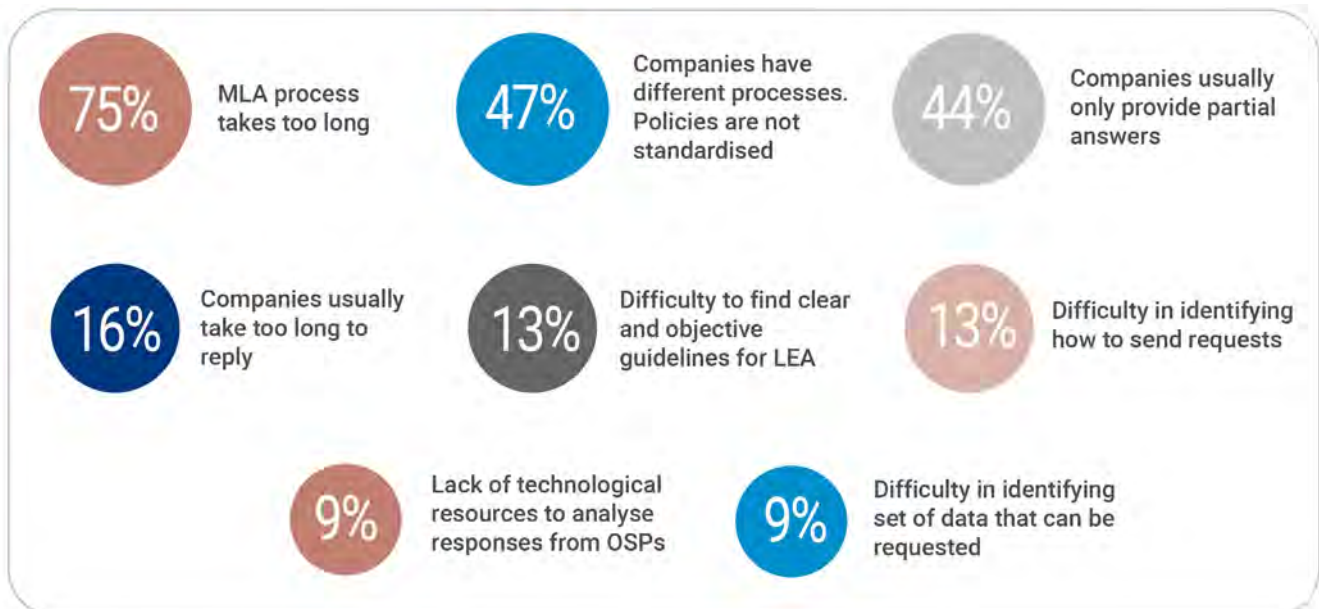 75%
MLA process
takes too long
47%
Companies have
different processes.
Policies are not
standardised
44%
Companies usually
only provide partial
answers
16%
Companies usually
take too long to
reply
13%
Difficulty to find clear
and objective
guidelines for LEA
13%
Difficulty in identifying
how to send requests
9%
Lack of technological
resources to analyse
responses from OSPs
9%
Difficulty in identifying
set of data that can be
requested